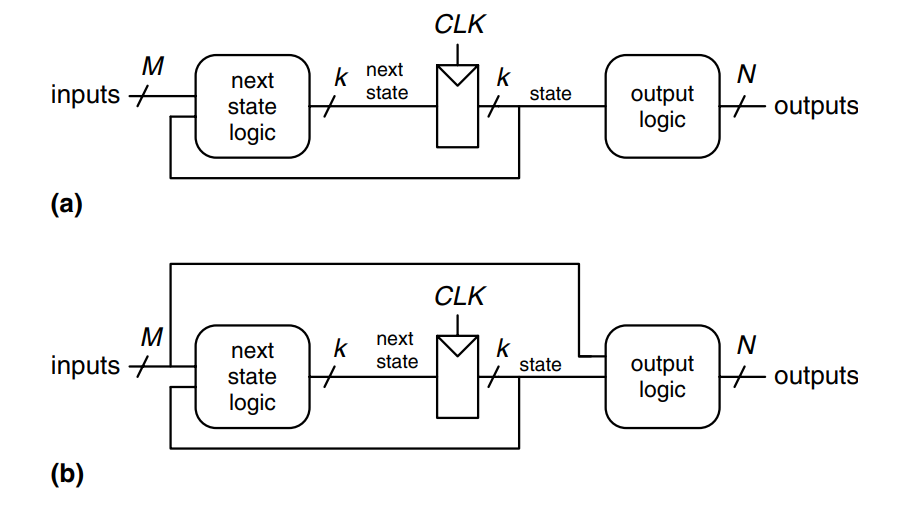 CLK
M
next
state
logic
k
next
state
k
state
output
logic
N
inputs
outputs
(a)
CLK
M
next
state
logic
k
next
state
k
state
output
logic
N
inputs
outputs
(b)